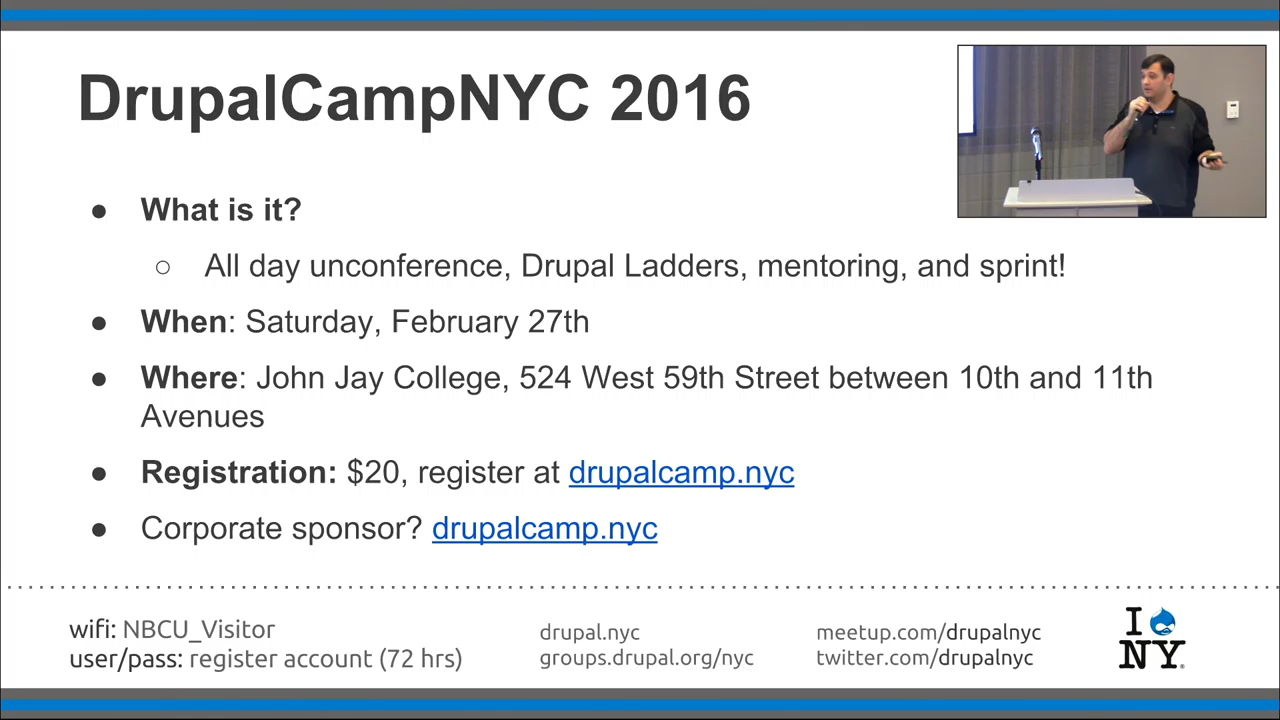 DrupalCampNYC 2016
● What is it?
○ All day unconference, Drupal Ladders, mentoring, and sprint!
● When: Saturday, February 27th
● Where: John Jay College, 524 West 59th Street between 10th and 11th
Avenues
● Registration: $20, register at drupalcamp.nyc
● Corporate sponsor? drupalcamp.nyc
wifi: NBCU_Visitor
user/pass: register account (72 hrs)
drupal.nyc
groups.drupal.org/nyc
meetup.com/drupalnyc
twitter.com/drupalnyc
I
NY®